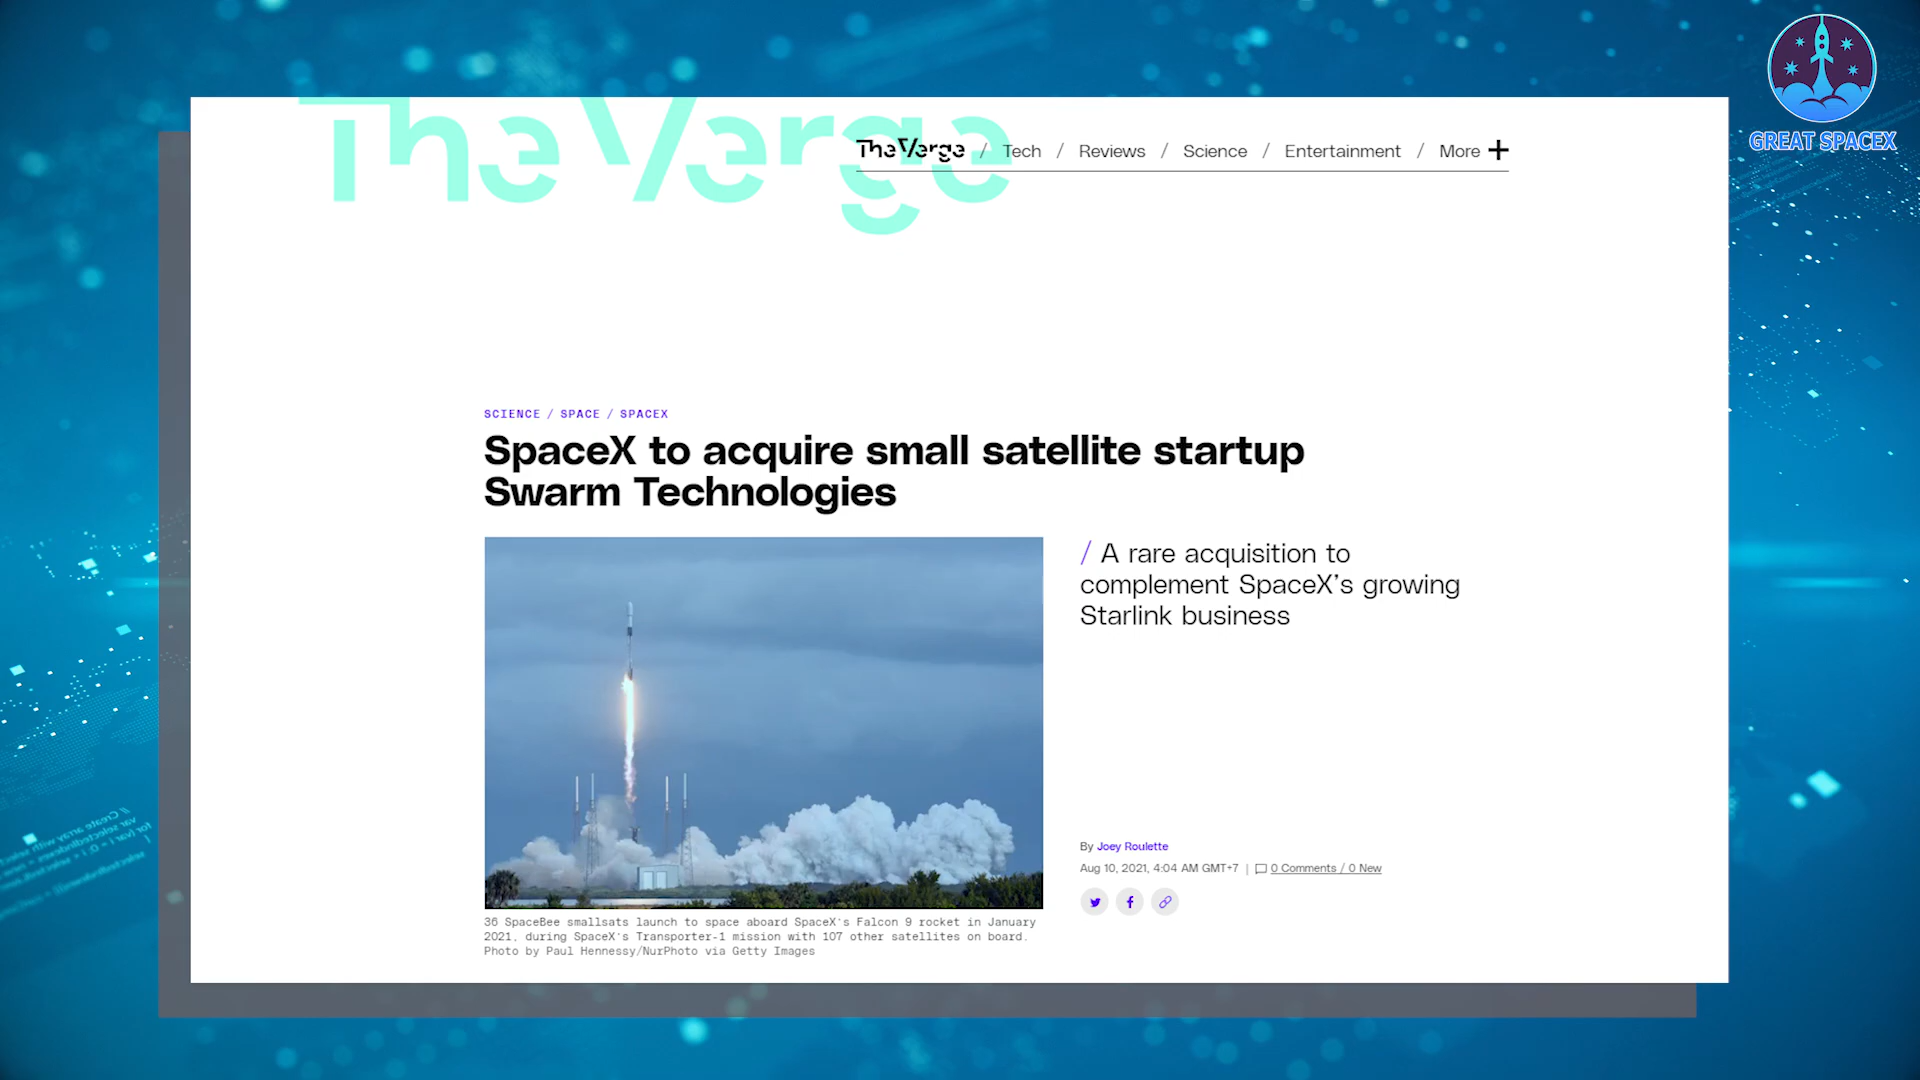 GREAT SPACEX
The Verge
The Verge / Tech / Reviews / Science / Entertainment / More +
SCIENCE / SPACE / SPACEX
SpaceX to acquire small satellite startup
Swarm Technologies
/ A rare acquisition to
complement SpaceX's growing
Starlink business
By Joey Roulette
Aug 10, 2021, 4:04 AM GMT+7 | 0 Comments / 0 New
36 SpaceBee smallsats launch to space aboard SpaceX's Falcon 9 rocket in January
2021, during SpaceX's Transporter-1 mission with 107 other satellites on board.
Photo by Paul Hennessy/NurPhoto via Getty Images